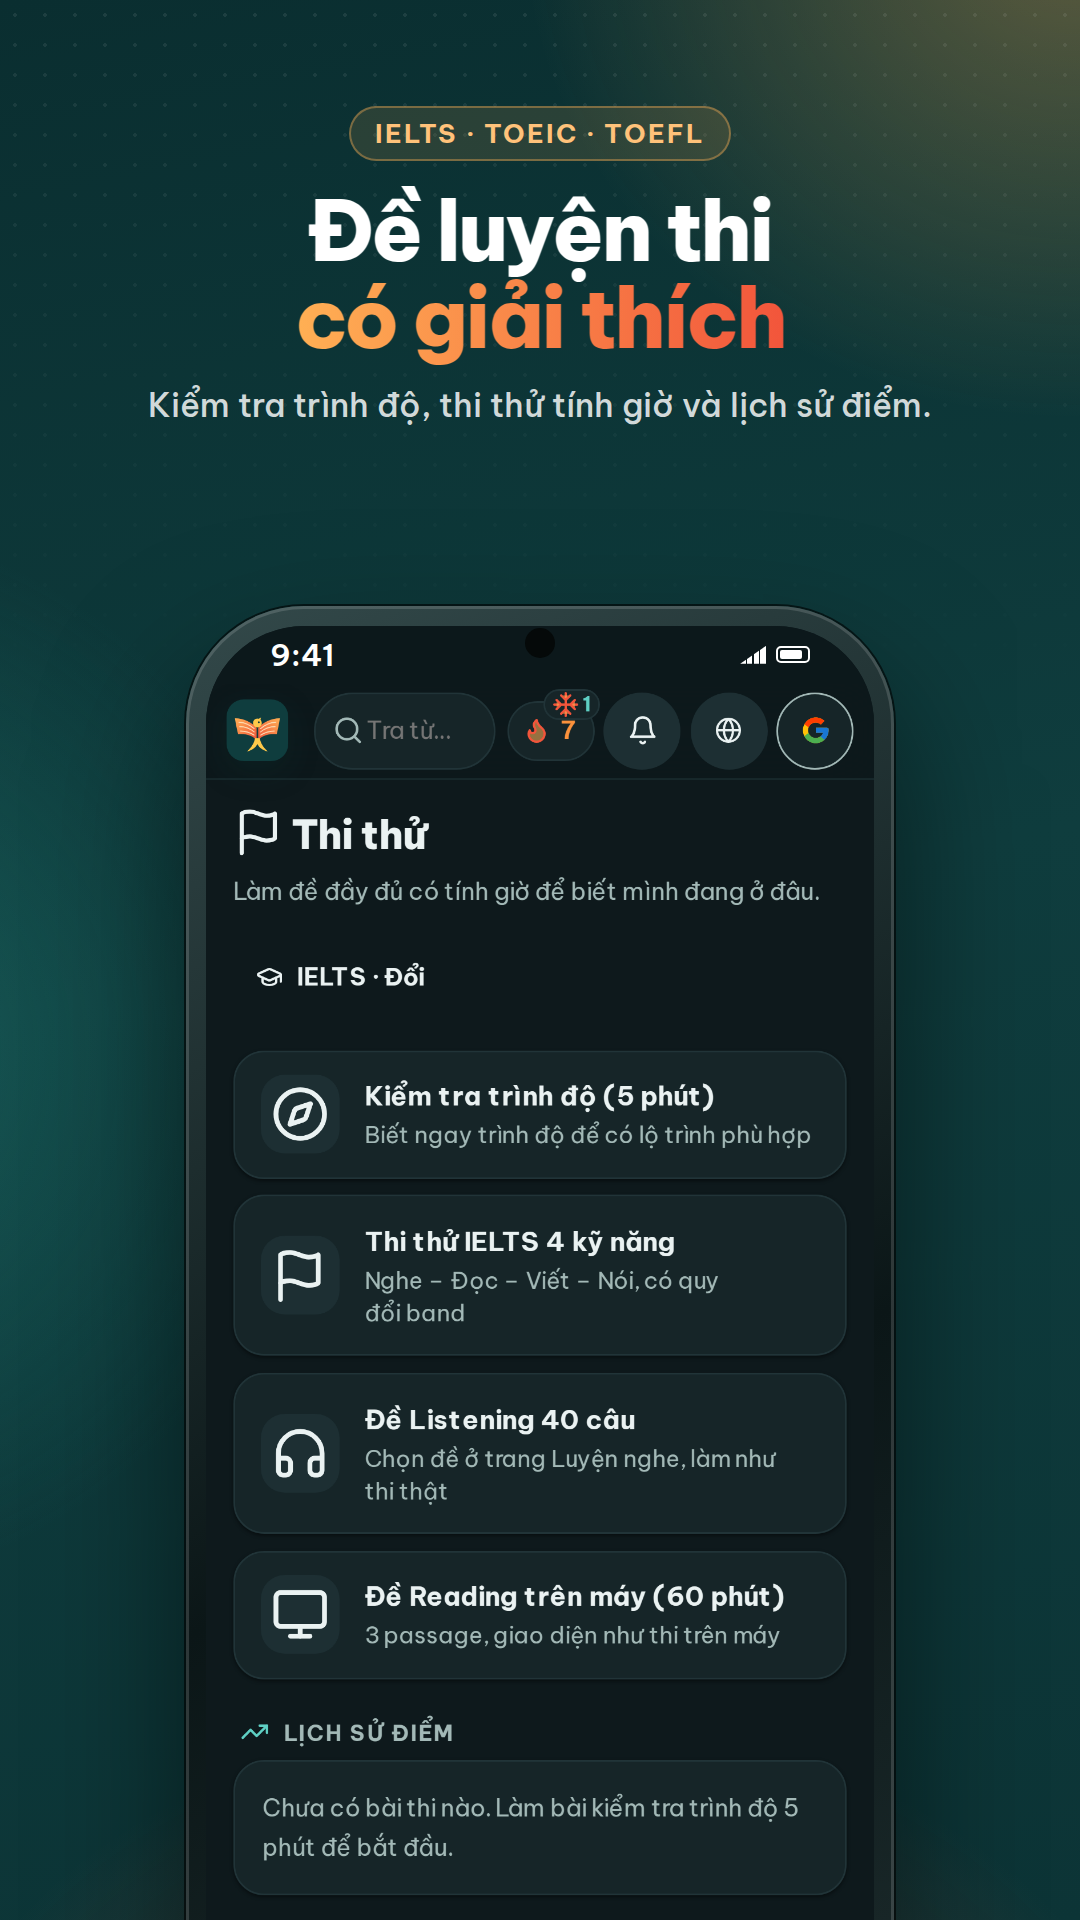 IELTS · TOEIC · TOEFL
Đề luyện thi
có giải thích
Kiểm tra trình độ, thi thử tính giờ và lịch sử điểm.
9:41
Tra từ...
1
7
Thi thử
Làm đề đầy đủ có tính giờ để biết mình đang ở đâu.
IELTS · Đổi
Kiểm tra trình độ (5 phút)
Biết ngay trình độ để có lộ trình phù hợp
Thi thử IELTS 4 kỹ năng
Nghe – Đọc – Viết – Nói, có quy
đổi band
Đề Listening 40 câu
Chọn đề ở trang Luyện nghe, làm như
thi thật
Đề Reading trên máy (60 phút)
3 passage, giao diện như thi trên máy
LỊCH SỬ ĐIỂM
Chưa có bài thi nào. Làm bài kiểm tra trình độ 5
phút để bắt đầu.